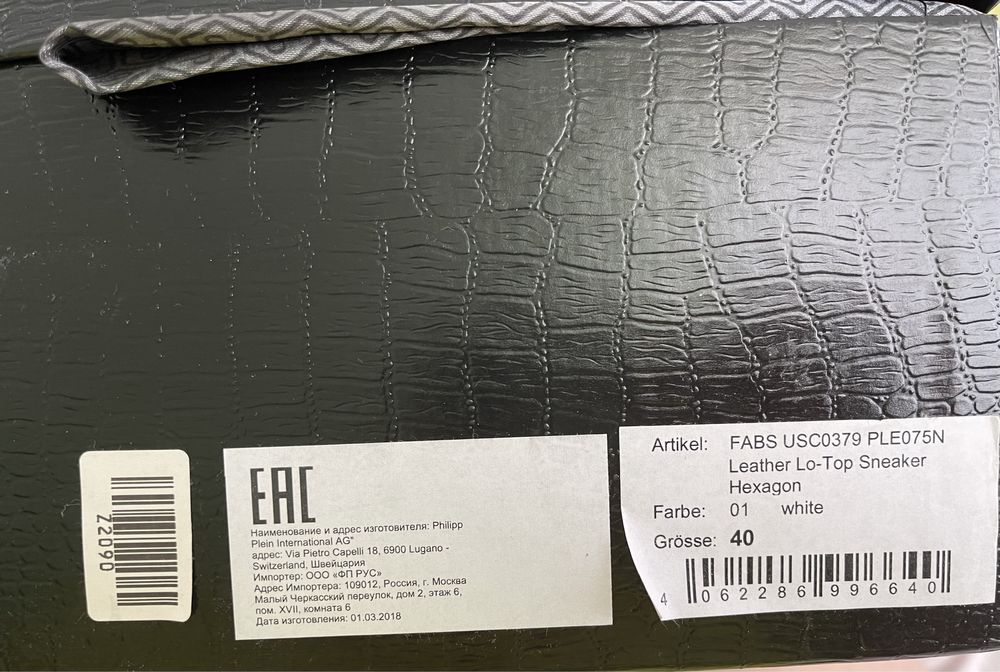 Z2090
EAC
Наименование и адрес изготовителя: Philipp
Plein International AG"
адрес: Via Pietro Capelli 18, 6900 Lugano -
Switzerland, Швейцария
Импортер: ООО «ФП РУС»
Адрес Импортера: 109012, Россия, г. Москва
Малый Черкасский переулок, дом 2, этаж 6,
пом. XVII, комната 6
Дата изготовления: 01.03.2018
Artikel: FABS USC0379 PLE075N
Leather Lo-Top Sneaker
Hexagon
Farbe: 01 white
Grösse: 40
4 062286 996640